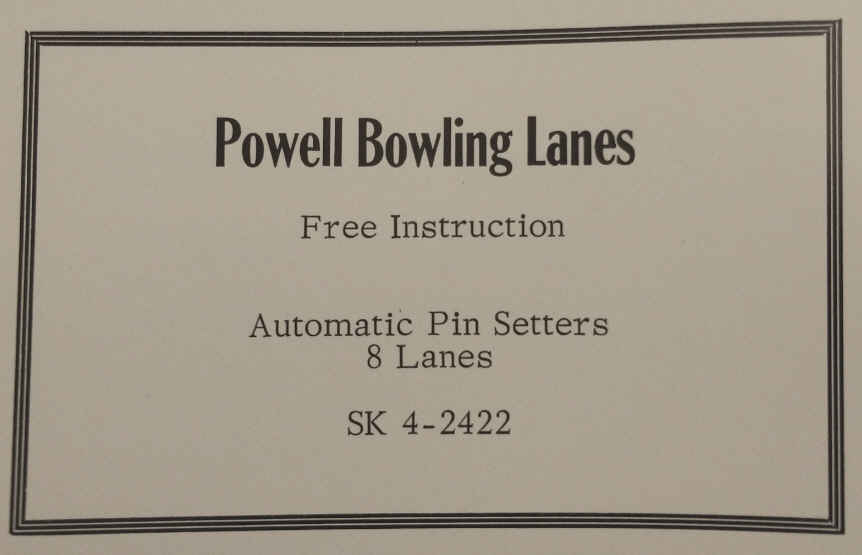 Powell Bowling Lanes
Free Instruction
Automatic Pin Setters
8 Lanes
SK 4-2422